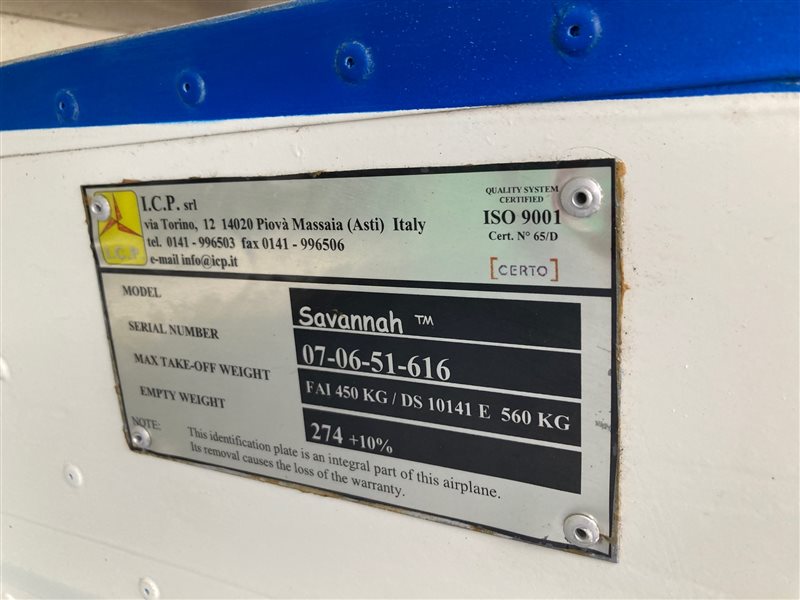 I.C.P.
I.C.P. srl
via Torino, 12 14020 Piovà Massaia (Asti) Italy
tel. 0141 - 996503 fax 0141 - 996506
e-mail info@icp.it
QUALITY SYSTEM
CERTIFIED
ISO 9001
Cert. N° 65/D
[CERTO]
MODEL
Savannah ™
SERIAL NUMBER
07-06-51-616
MAX TAKE-OFF WEIGHT
FAI 450 KG / DS 10141 E 560 KG
EMPTY WEIGHT
274 +10%
NOTE:
This identification plate is an integral part of this airplane.
Its removal causes the loss of the warranty.